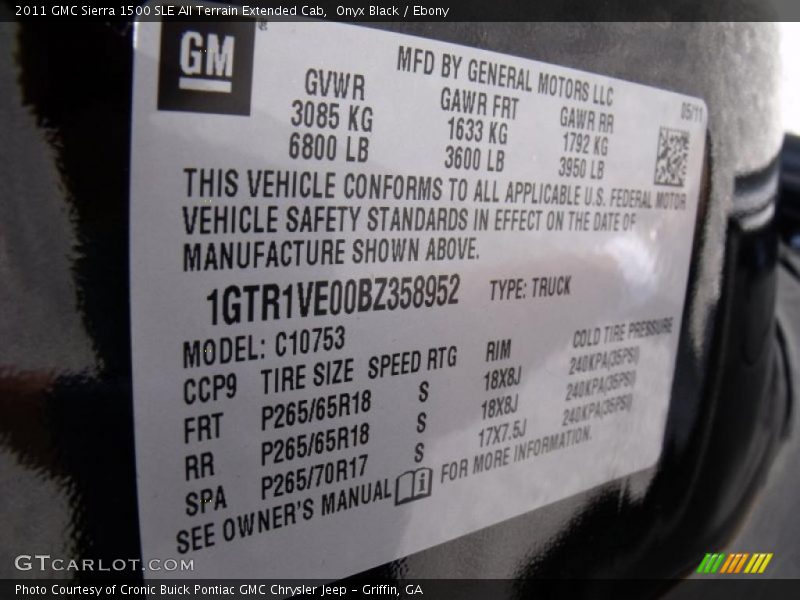 2011 GMC Sierra 1500 SLE All Terrain Extended Cab, Onyx Black / Ebony
GM
MFD BY GENERAL MOTORS LLC
05/11
GVWR GAWR FRT GAWR RR
3085 KG 1633 KG 1792 KG
6800 LB 3600 LB 3950 LB
THIS VEHICLE CONFORMS TO ALL APPLICABLE U.S. FEDERAL MOTOR
VEHICLE SAFETY STANDARDS IN EFFECT ON THE DATE OF
MANUFACTURE SHOWN ABOVE.
1GTR1VE00BZ358952 TYPE: TRUCK
MODEL: C10753
CCP9 TIRE SIZE SPEED RTG RIM COLD TIRE PRESSURE
FRT P265/65R18 S 18X8J 240KPA(35PSI)
RR P265/65R18 S 18X8J 240KPA(35PSI)
SPA P265/70R17 S 17X7.5J 240KPA(35PSI)
SEE OWNER'S MANUAL i FOR MORE INFORMATION.
GTCARLOT.COM
Photo Courtesy of Cronic Buick Pontiac GMC Chrysler Jeep - Griffin, GA